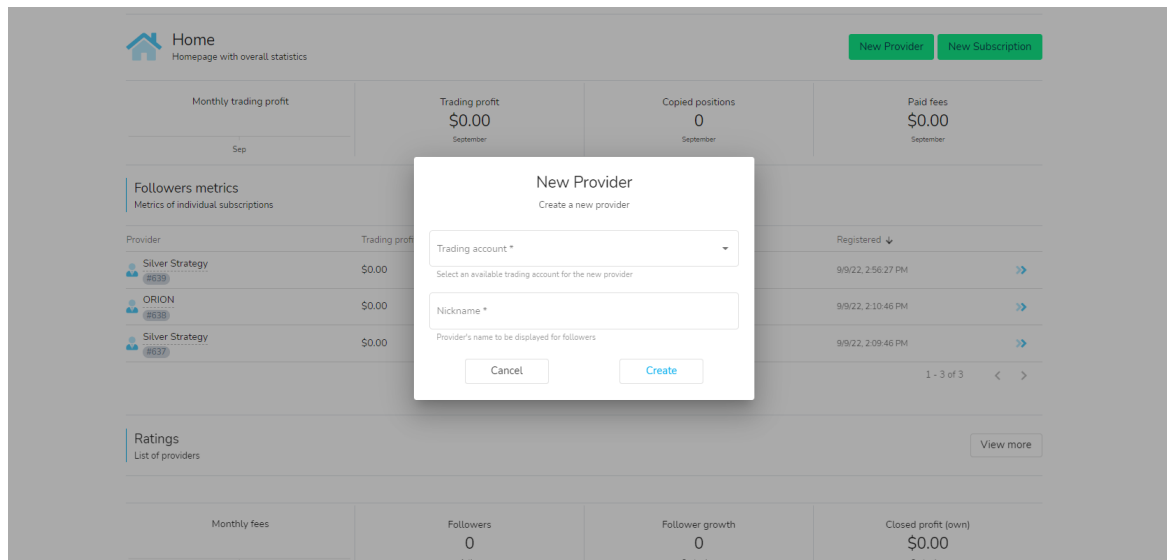 Home
Homepage with overall statistics
New Provider
New Subscription
Monthly trading profit
Sep
Trading profit
$0.00
September
Copied positions
0
September
Paid fees
$0.00
September
Followers metrics
Metrics of individual subscriptions
Provider
Trading
Registered
Silver Strategy
#639
$0.00
9/9/22, 2:56:27 PM
ORION
#638
$0.00
9/9/22, 2:10:46 PM
Silver Strategy
#637
$0.00
9/9/22, 2:09:46 PM
1 - 3 of 3
New Provider
Create a new provider
Trading account *
Select an available trading account for the new provider
Nickname *
Provider's name to be displayed for followers
Cancel
Create
Ratings
List of providers
View more
Monthly fees
Followers
0
Follower growth
0
Closed profit (own)
$0.00